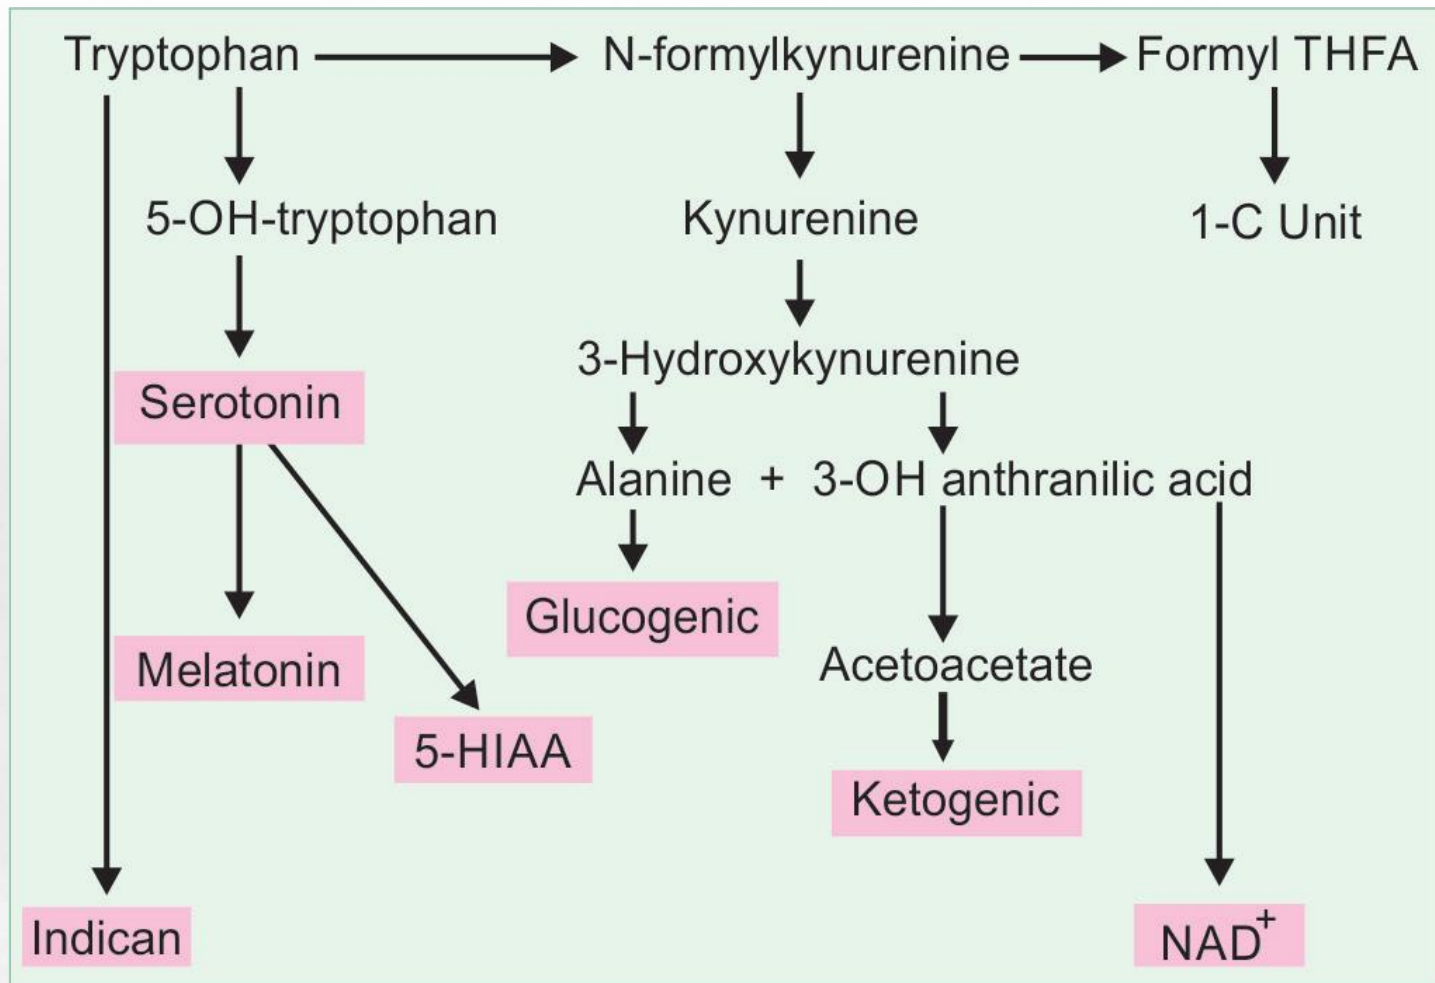 Tryptophan N-formylkynurenine Formyl THFA
5-OH-tryptophan Kynurenine 1-C Unit
3-Hydroxykynurenine
Serotonin
Alanine + 3-OH anthranilic acid
Glucogenic
Melatonin Acetoacetate
5-HIAA
Ketogenic
Indican NAD+